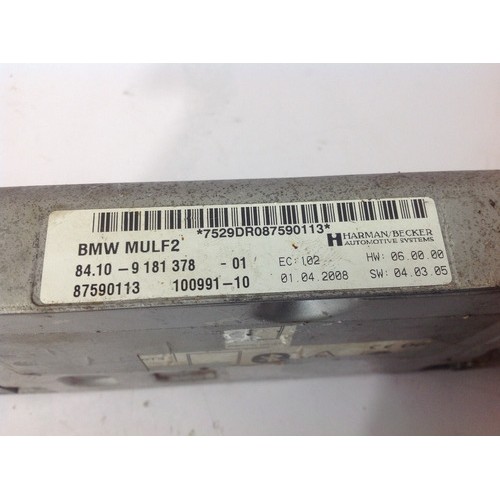 *7529DR087590113*
HARMAN/BECKER
AUTOMOTIVE SYSTEMS
BMW MULF2
84.10 - 9 181 378 - 01
EC: 102
HW: 06.00.00
87590113 100991-10
01.04.2008
SW: 04.03.05